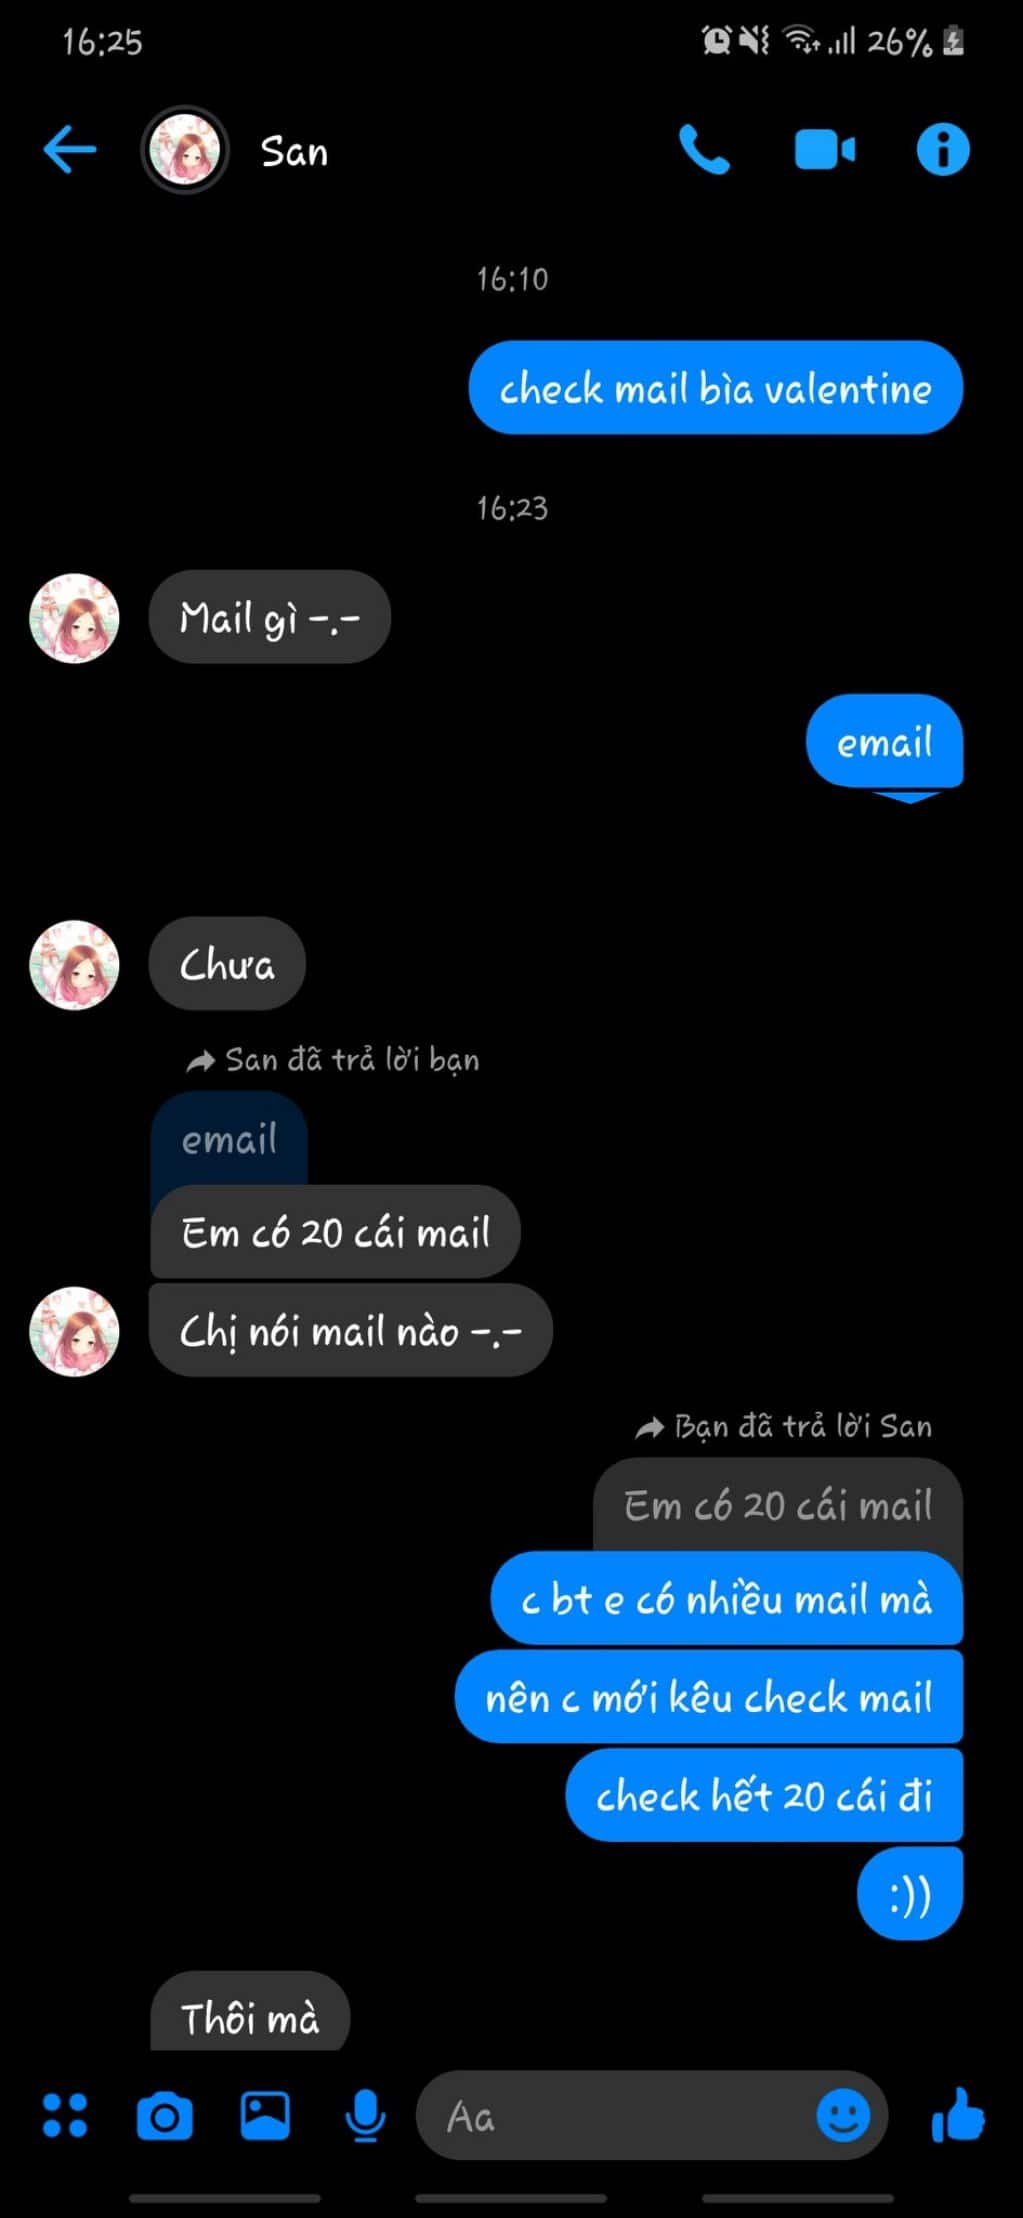 16:25
26%
San
16:10
check mail bìa valentine
16:23
Mail gì -.-
email
Chưa
San đã trả lời bạn
email
Em có 20 cái mail
Chị nói mail nào -.-
Bạn đã trả lời San
Em có 20 cái mail
c bt e có nhiều mail mà
nên c mới kêu check mail
check hết 20 cái đi
:))
Thôi mà
Aa